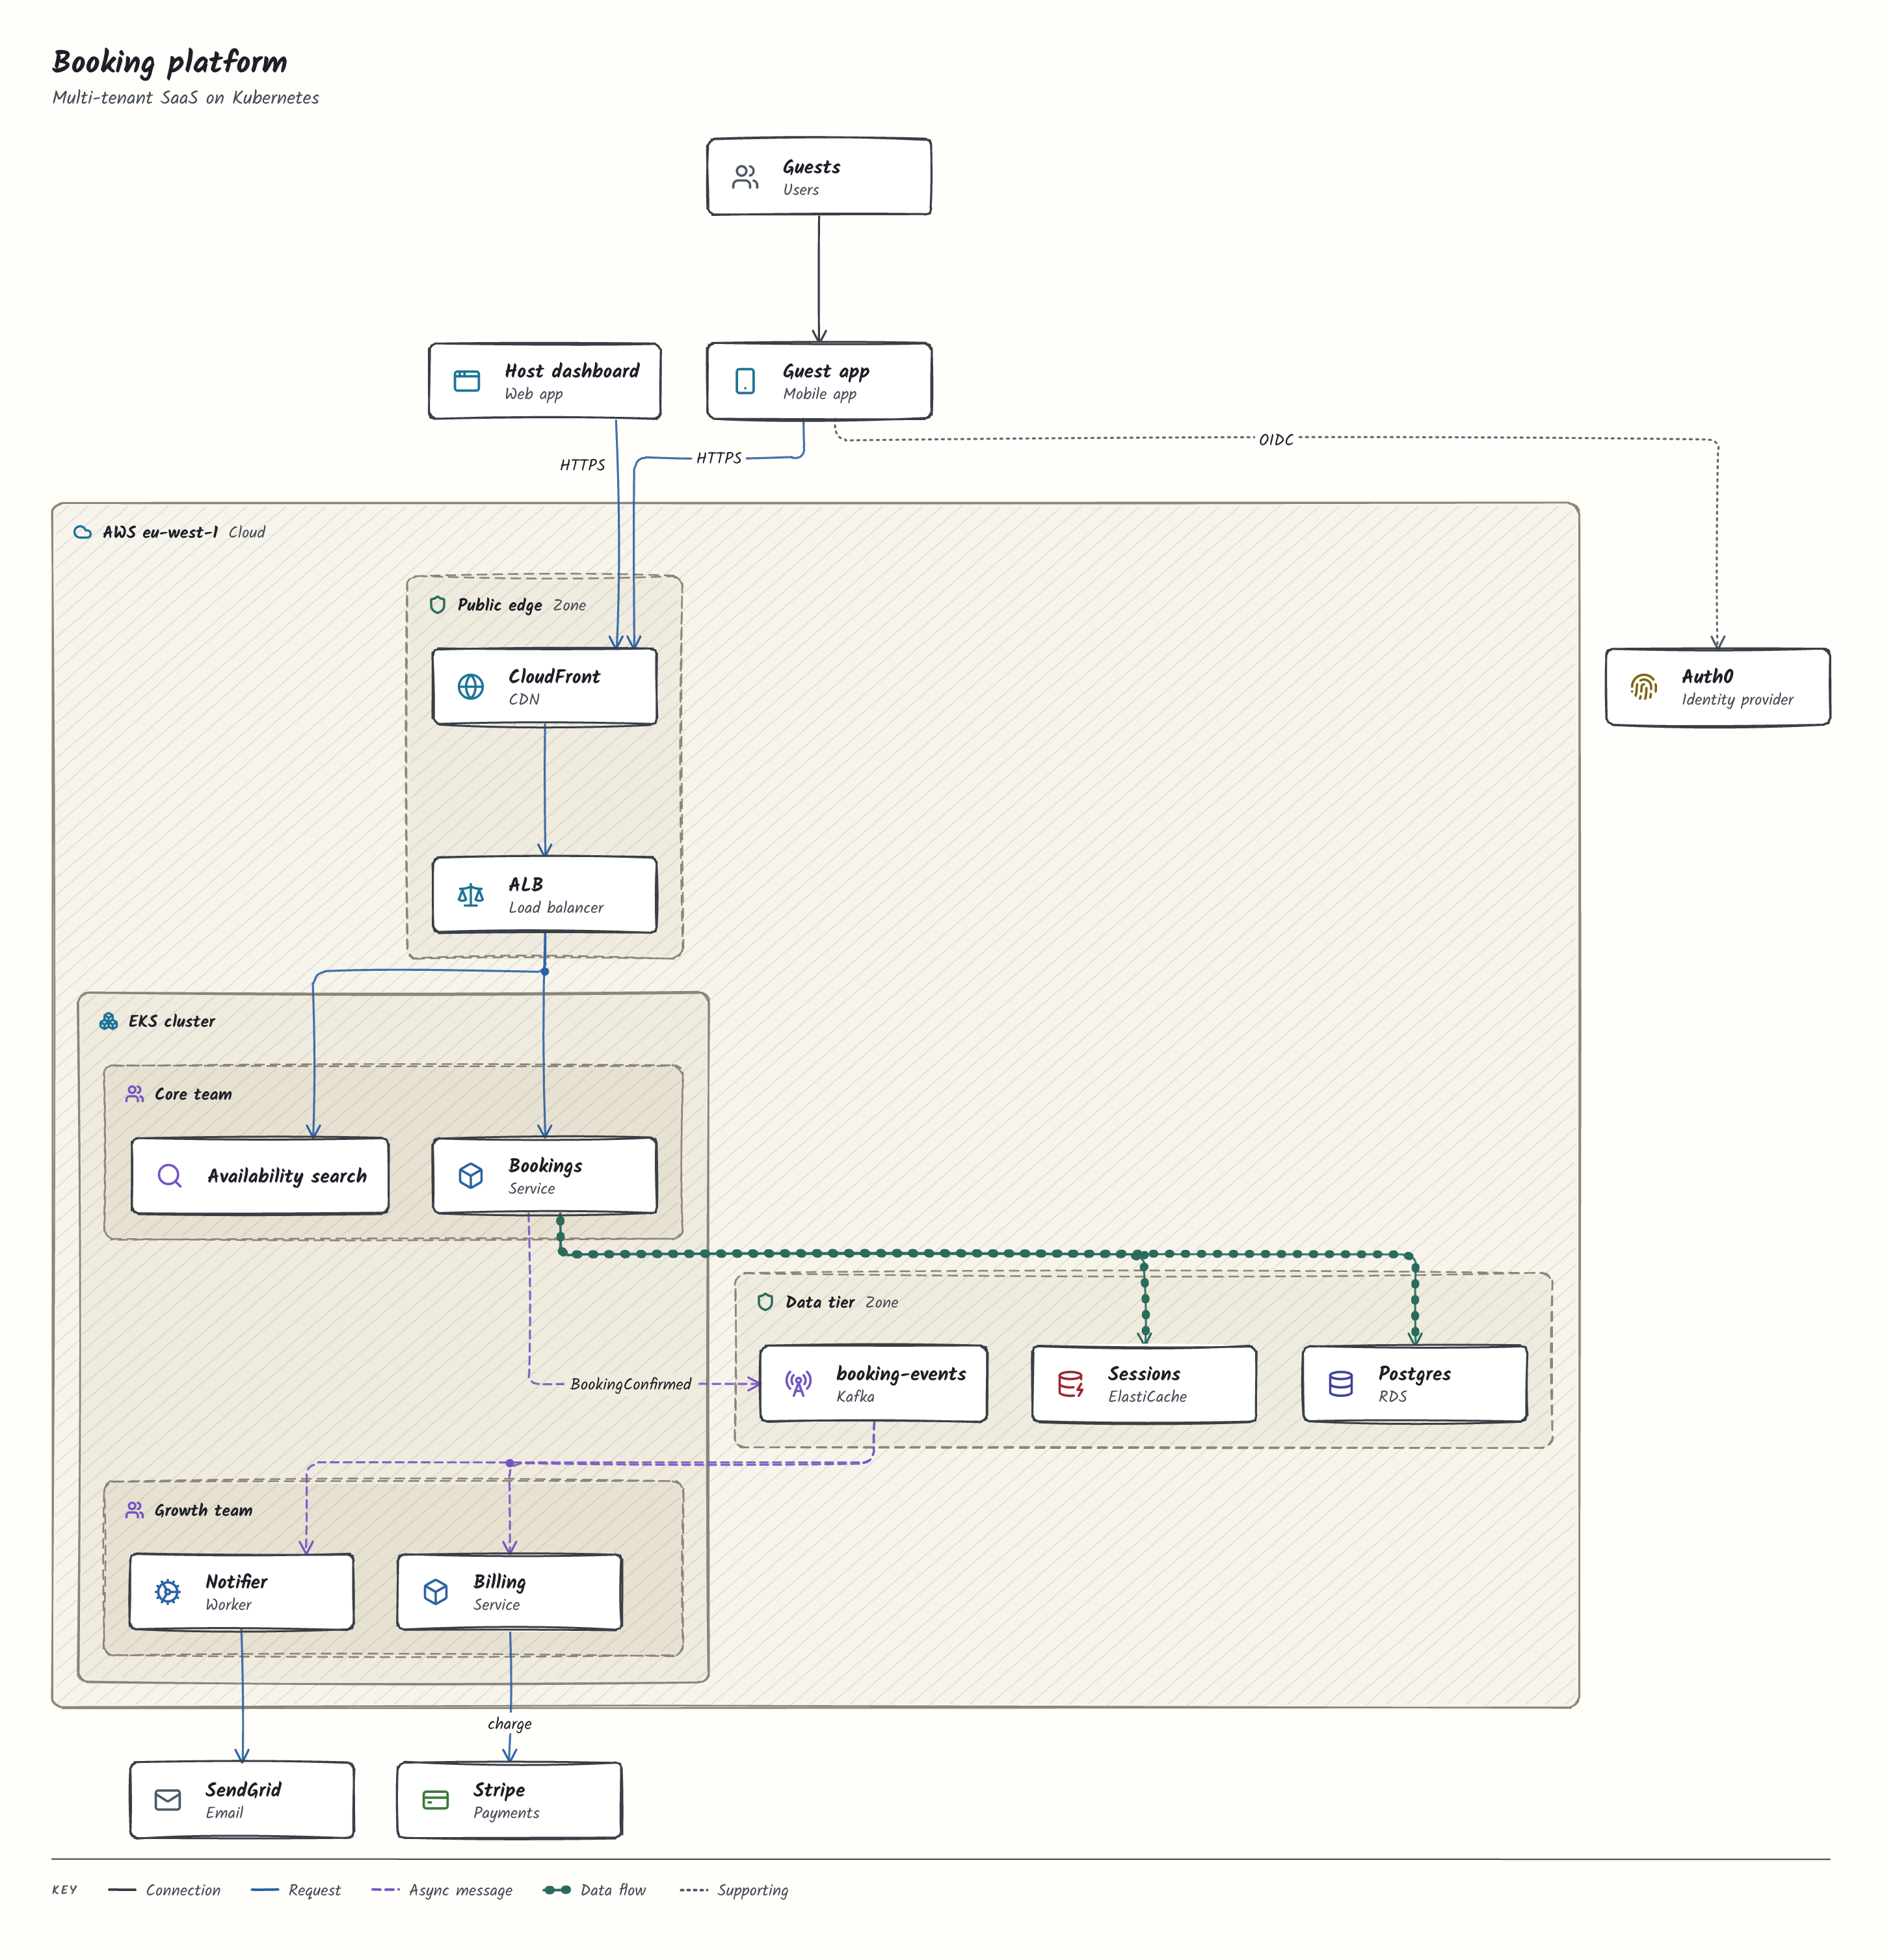 Booking platform
Multi-tenant SaaS on Kubernetes
Guests
Users
Host dashboard
Web app
Guest app
Mobile app
OIDC
HTTPS
HTTPS
AWS eu-west-1 Cloud
Public edge Zone
CloudFront
CDN
Auth0
Identity provider
ALB
Load balancer
EKS cluster
Core team
Availability search
Bookings
Service
Data tier Zone
BookingConfirmed
booking-events
Kafka
Sessions
ElastiCache
Postgres
RDS
Growth team
Notifier
Worker
Billing
Service
charge
SendGrid
Email
Stripe
Payments
KEY Connection Request Async message Data flow Supporting